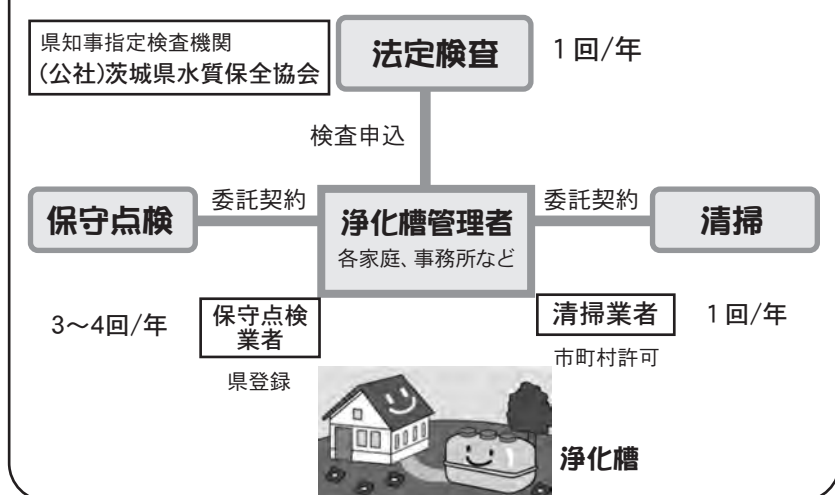 県知事指定検査機関
(公社)茨城県水質保全協会
法定検査
1回/年
検査申込
保守点検
委託契約
浄化槽管理者
各家庭、事務所など
委託契約
清掃
3〜4回/年
保守点検
業者
県登録
清掃業者
1回/年
市町村許可
浄化槽